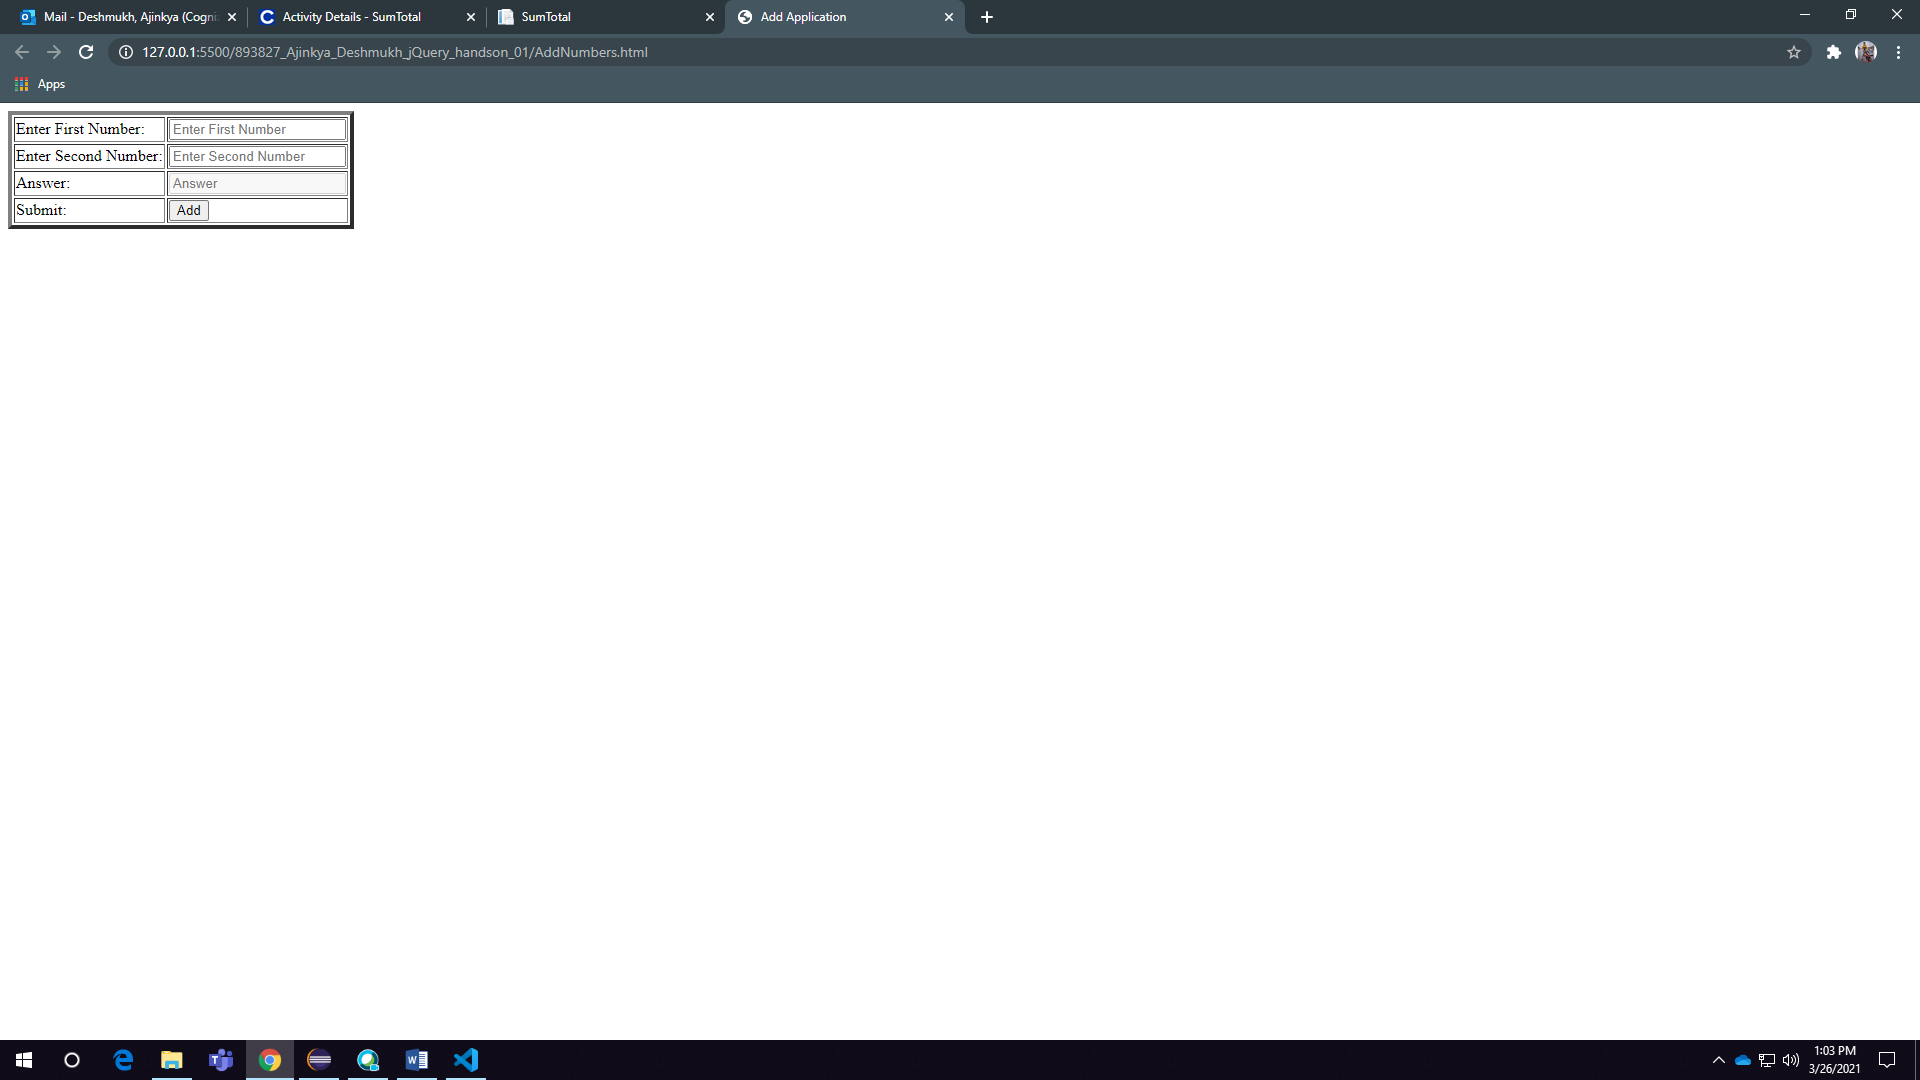 Mail - Deshmukh, Ajinkya (Cogni
Activity Details - SumTotal
SumTotal
Add Application
127.0.0.1:5500/893827_Ajinkya_Deshmukh_jQuery_handson_01/AddNumbers.html
Apps
Enter First Number: Enter First Number
Enter Second Number: Enter Second Number
Answer: Answer
Submit: Add
1:03 PM
3/26/2021